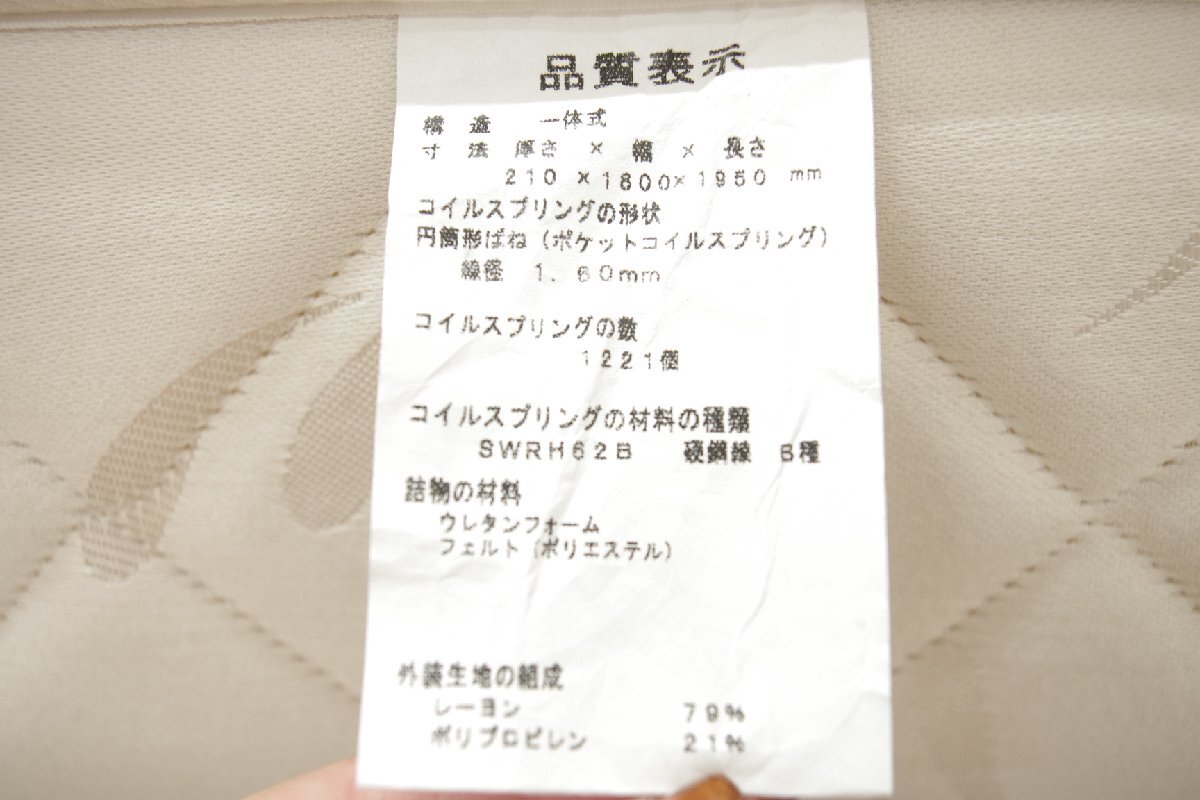 品質表示
構造 一体式
寸法 厚さ × 幅 × 長さ
210 ×1800×1950 mm
コイルスプリングの形状
円筒形ばね(ポケットコイルスプリング)
線径 1.60mm
コイルスプリングの数
1221個
コイルスプリングの材料の種類
SWRH62B 硬鋼線 B種
詰物の材料
ウレタンフォーム
フェルト(ポリエステル)
外装生地の組成
レーヨン 79%
ポリプロピレン 21%